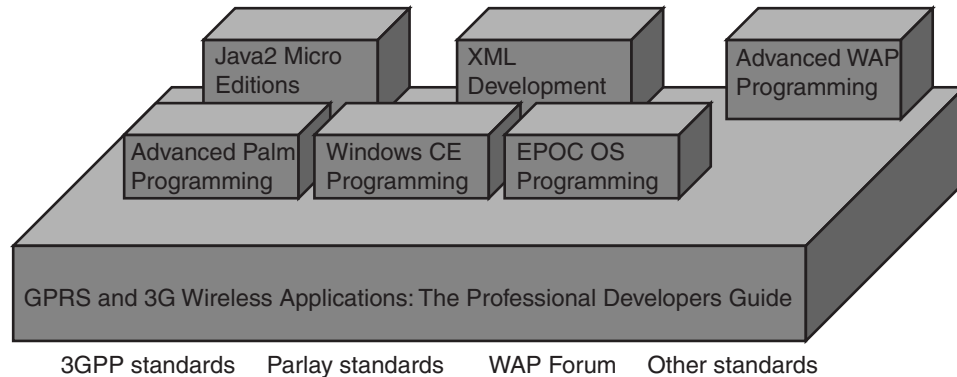 Java2 Micro
Editions
XML
Development
Advanced WAP
Programming
Advanced Palm
Programming
Windows CE
Programming
EPOC OS
Programming
GPRS and 3G Wireless Applications: The Professional Developers Guide
3GPP standards Parlay standards WAP Forum Other standards